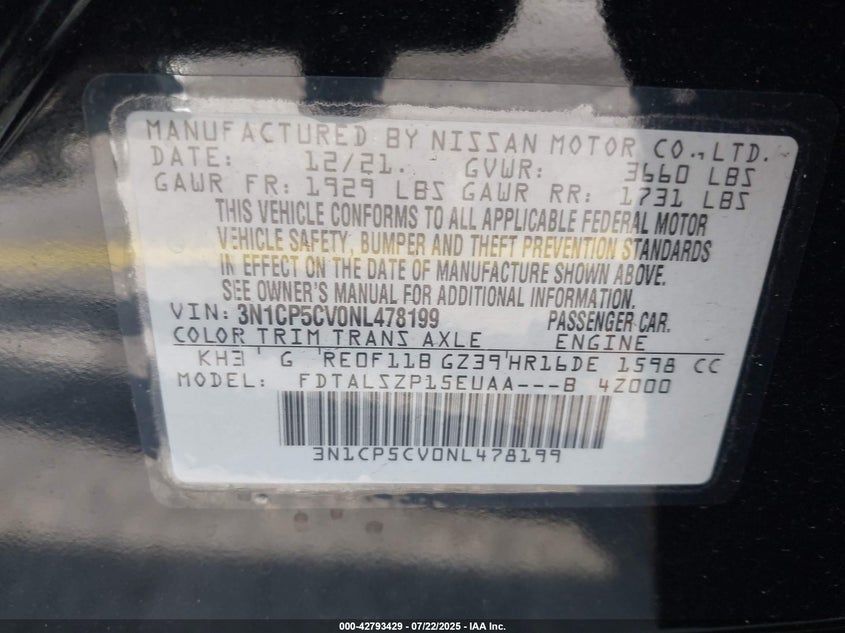 MANUFACTURED BY NISSAN MOTOR CO.,LTD.
DATE: 12/21. GVWR: 3660 LBS
GAWR FR: 1929 LBS GAWR RR: 1731 LBS
THIS VEHICLE CONFORMS TO ALL APPLICABLE FEDERAL MOTOR
VEHICLE SAFETY, BUMPER AND THEFT PREVENTION STANDARDS
IN EFFECT ON THE DATE OF MANUFACTURE SHOWN ABOVE.
SEE OWNER'S MANUAL FOR ADDITIONAL INFORMATION.
VIN: 3N1CP5CV0NL478199 PASSENGER CAR.
COLOR TRIM TRANS AXLE ENGINE
KH3 ' G 'RE0F11B GZ39'HR16DE 1598 CC
MODEL: FDTALSZP15EUAA---B 4Z000
3N1CP5CV0NL478199
000-42793429 - 07/22/2025 - IAA Inc.